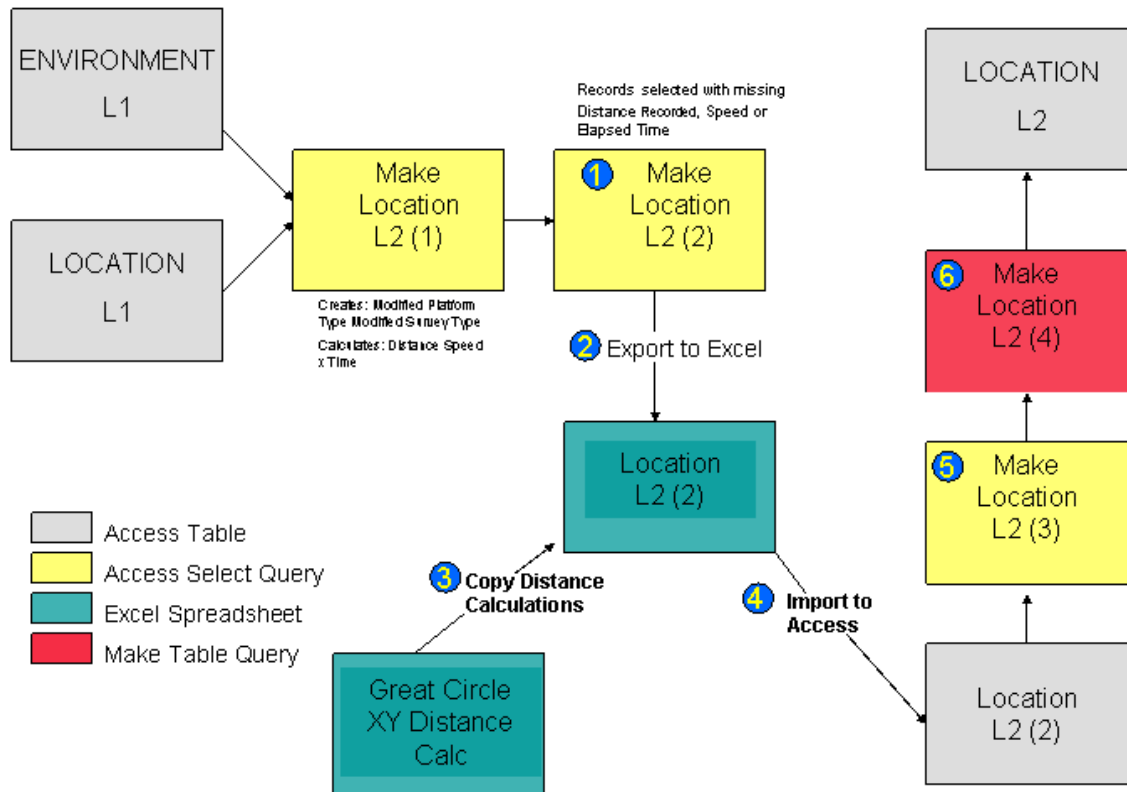 ENVIRONMENT
L1
LOCATION
L1
Make
Location
L2 (1)
Creates: Modified Platform
Type Modified Survey Type
Calculates: Distance Speed
x Time
Records selected with missing
Distance Recorded, Speed or
Elapsed Time
1
Make
Location
L2 (2)
2 Export to Excel
Location
L2 (2)
3 Copy Distance
Calculations
Great Circle
XY Distance
Calc
4 Import to
Access
Location
L2 (2)
5
Make
Location
L2 (3)
6
Make
Location
L2 (4)
LOCATION
L2
Access Table
Access Select Query
Excel Spreadsheet
Make Table Query